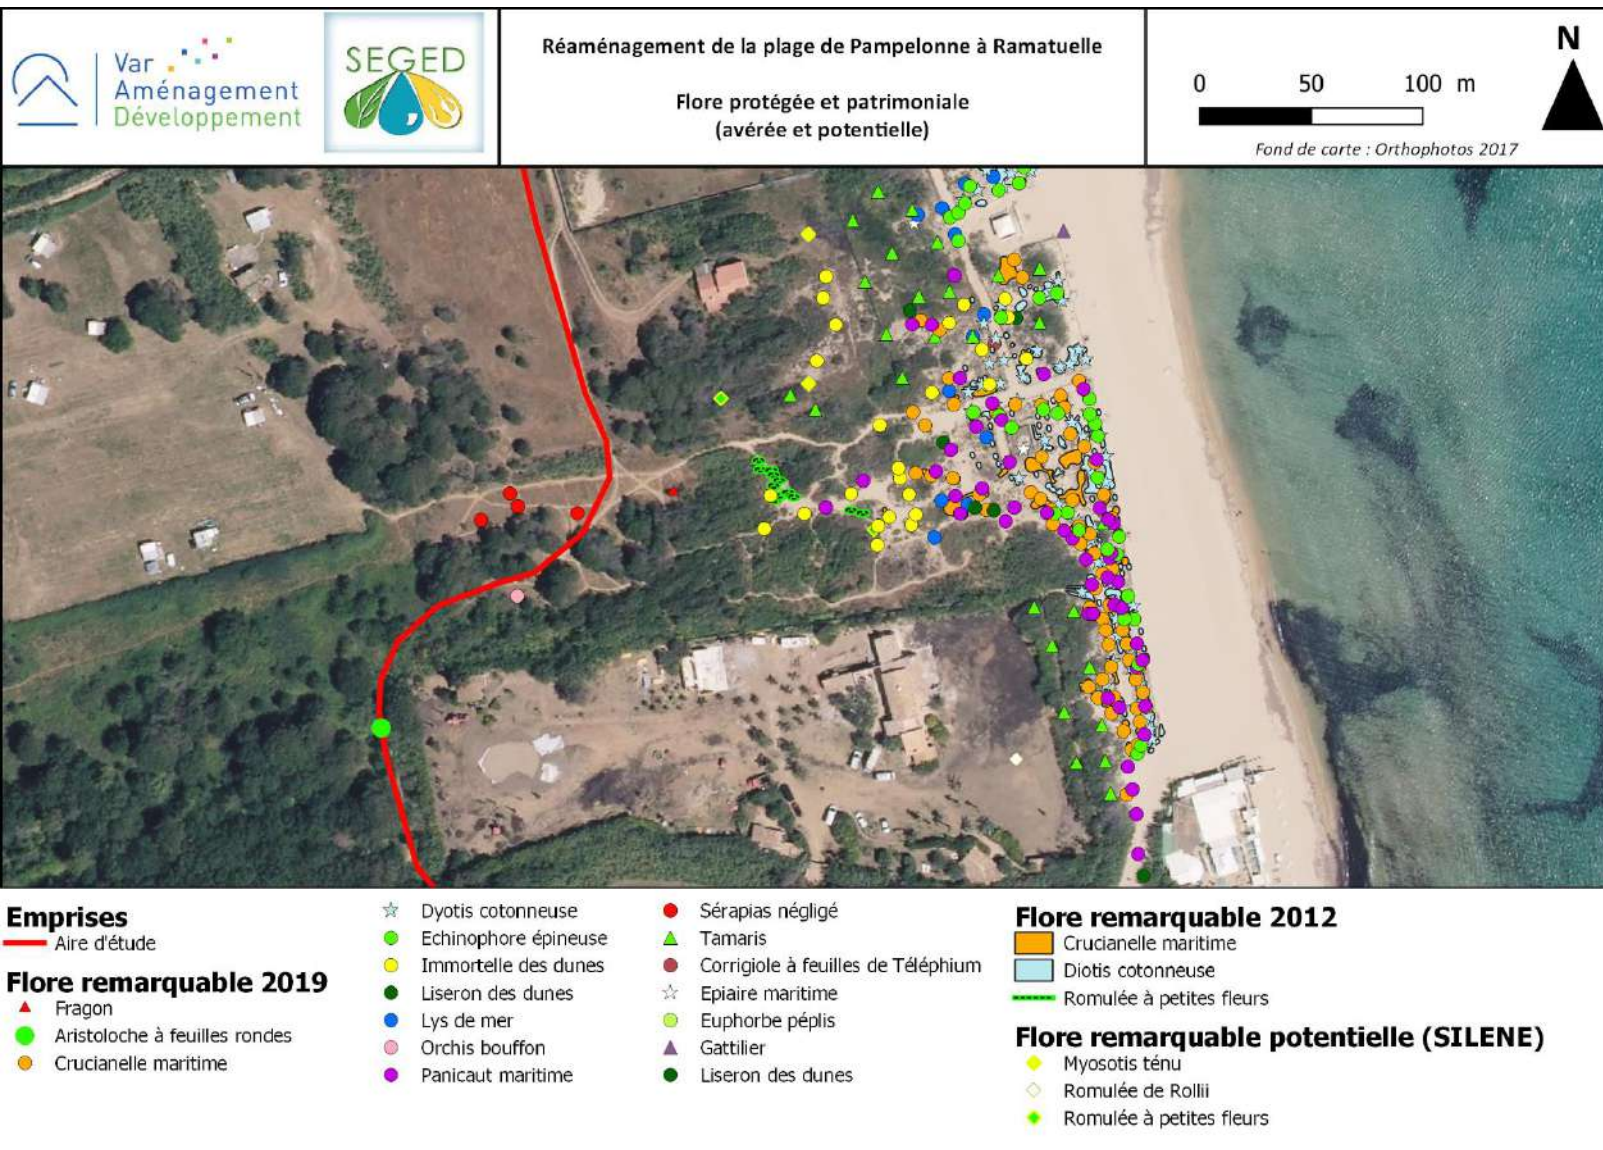 Var
Aménagement
Développement
SEGED
Réaménagement de la plage de Pampelonne à Ramatuelle
Flore protégée et patrimoniale
(avérée et potentielle)
0 50 100 m
Fond de carte : Orthophotos 2017
N
Emprises
Aire d'étude
Flore remarquable 2019
Fragon
Aristoloche à feuilles rondes
Crucianelle maritime
Dyotis cotonneuse
Echinophore épineuse
Immortelle des dunes
Liseron des dunes
Lys de mer
Orchis bouffon
Panicaut maritime
Sérapias négligé
Tamaris
Corrigiole à feuilles de Téléphium
Epiaire maritime
Euphorbe péplis
Gattilier
Liseron des dunes
Flore remarquable 2012
Crucianelle maritime
Diotis cotonneuse
Romulée à petites fleurs
Flore remarquable potentielle (SILENE)
Myosotis ténu
Romulée de Rollii
Romulée à petites fleurs